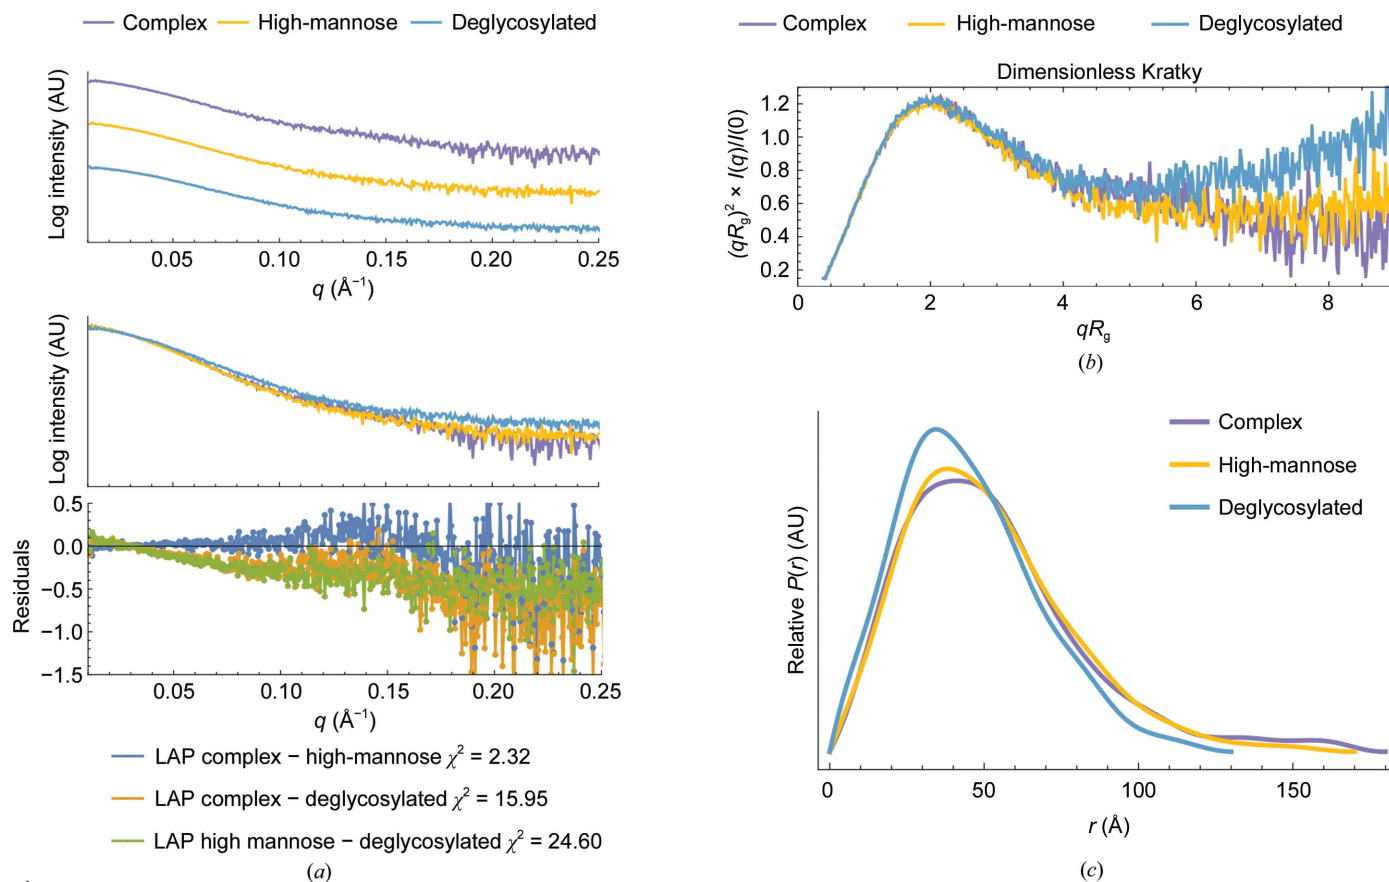 Complex High-mannose Deglycosylated
Log intensity (AU)
0.05 0.10 0.15 0.20 0.25
q (Å⁻¹)
Log intensity (AU)
Residuals
0.5
0.0
−0.5
−1.0
−1.5
0.05 0.10 0.15 0.20 0.25
q (Å⁻¹)
LAP complex − high-mannose χ² = 2.32
LAP complex − deglycosylated χ² = 15.95
LAP high mannose − deglycosylated χ² = 24.60
(a)
Complex High-mannose Deglycosylated
Dimensionless Kratky
(qRg)² × I(q)/I(0)
1.2
1.0
0.8
0.6
0.4
0.2
0 2 4 6 8
qRg
(b)
Complex
High-mannose
Deglycosylated
Relative P(r) (AU)
0 50 100 150
r (Å)
(c)